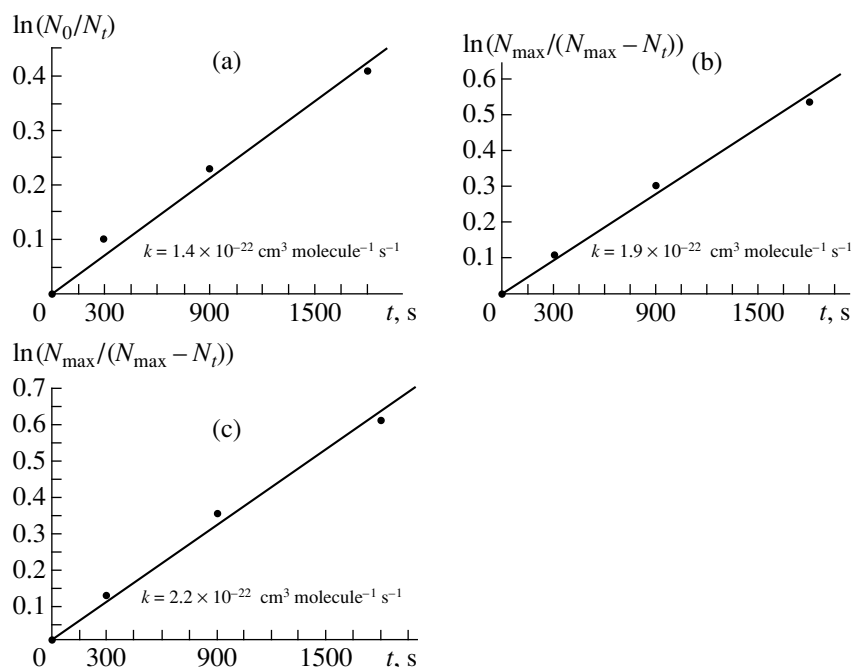 ln(N₀/Nₜ)
(a)
0.4
0.3
0.2
0.1
k = 1.4 × 10⁻²² cm³ molecule⁻¹ s⁻¹
0 300 900 1500 t, s
ln(Nmax/(Nmax – Nₜ))
(b)
0.6
0.5
0.4
0.3
0.2
0.1
k = 1.9 × 10⁻²² cm³ molecule⁻¹ s⁻¹
0 300 900 1500 t, s
ln(Nmax/(Nmax – Nₜ))
0.7
(c)
0.6
0.5
0.4
0.3
0.2
0.1
k = 2.2 × 10⁻²² cm³ molecule⁻¹ s⁻¹
0 300 900 1500 t, s